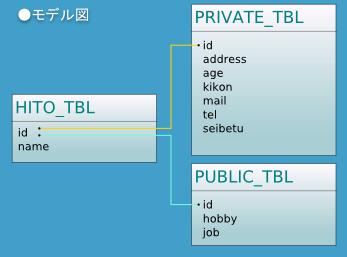 ●モデル図
HITO_TBL
id
name
PRIVATE_TBL
id
address
age
kikon
mail
tel
seibetu
PUBLIC_TBL
id
hobby
job